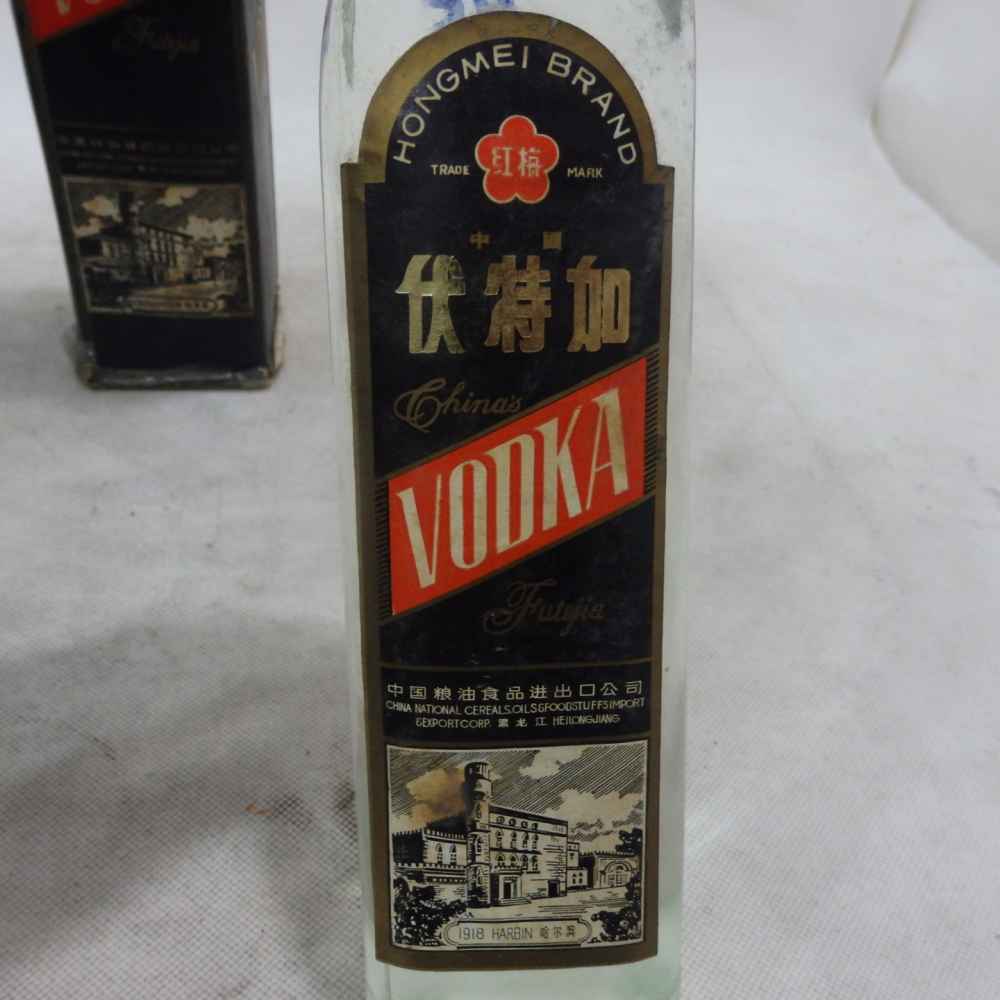 HONGMEI BRAND
TRADE 红梅 MARK
中國
伏特加
China's
VODKA
Futejia
中国粮油食品进出口公司
CHINA NATIONAL CEREALS.OILS&FOODSTUFFS IMPORT
&EXPORT CORP. 黑龙江 HEILONGJIANG
1918 HARBIN 哈尔滨